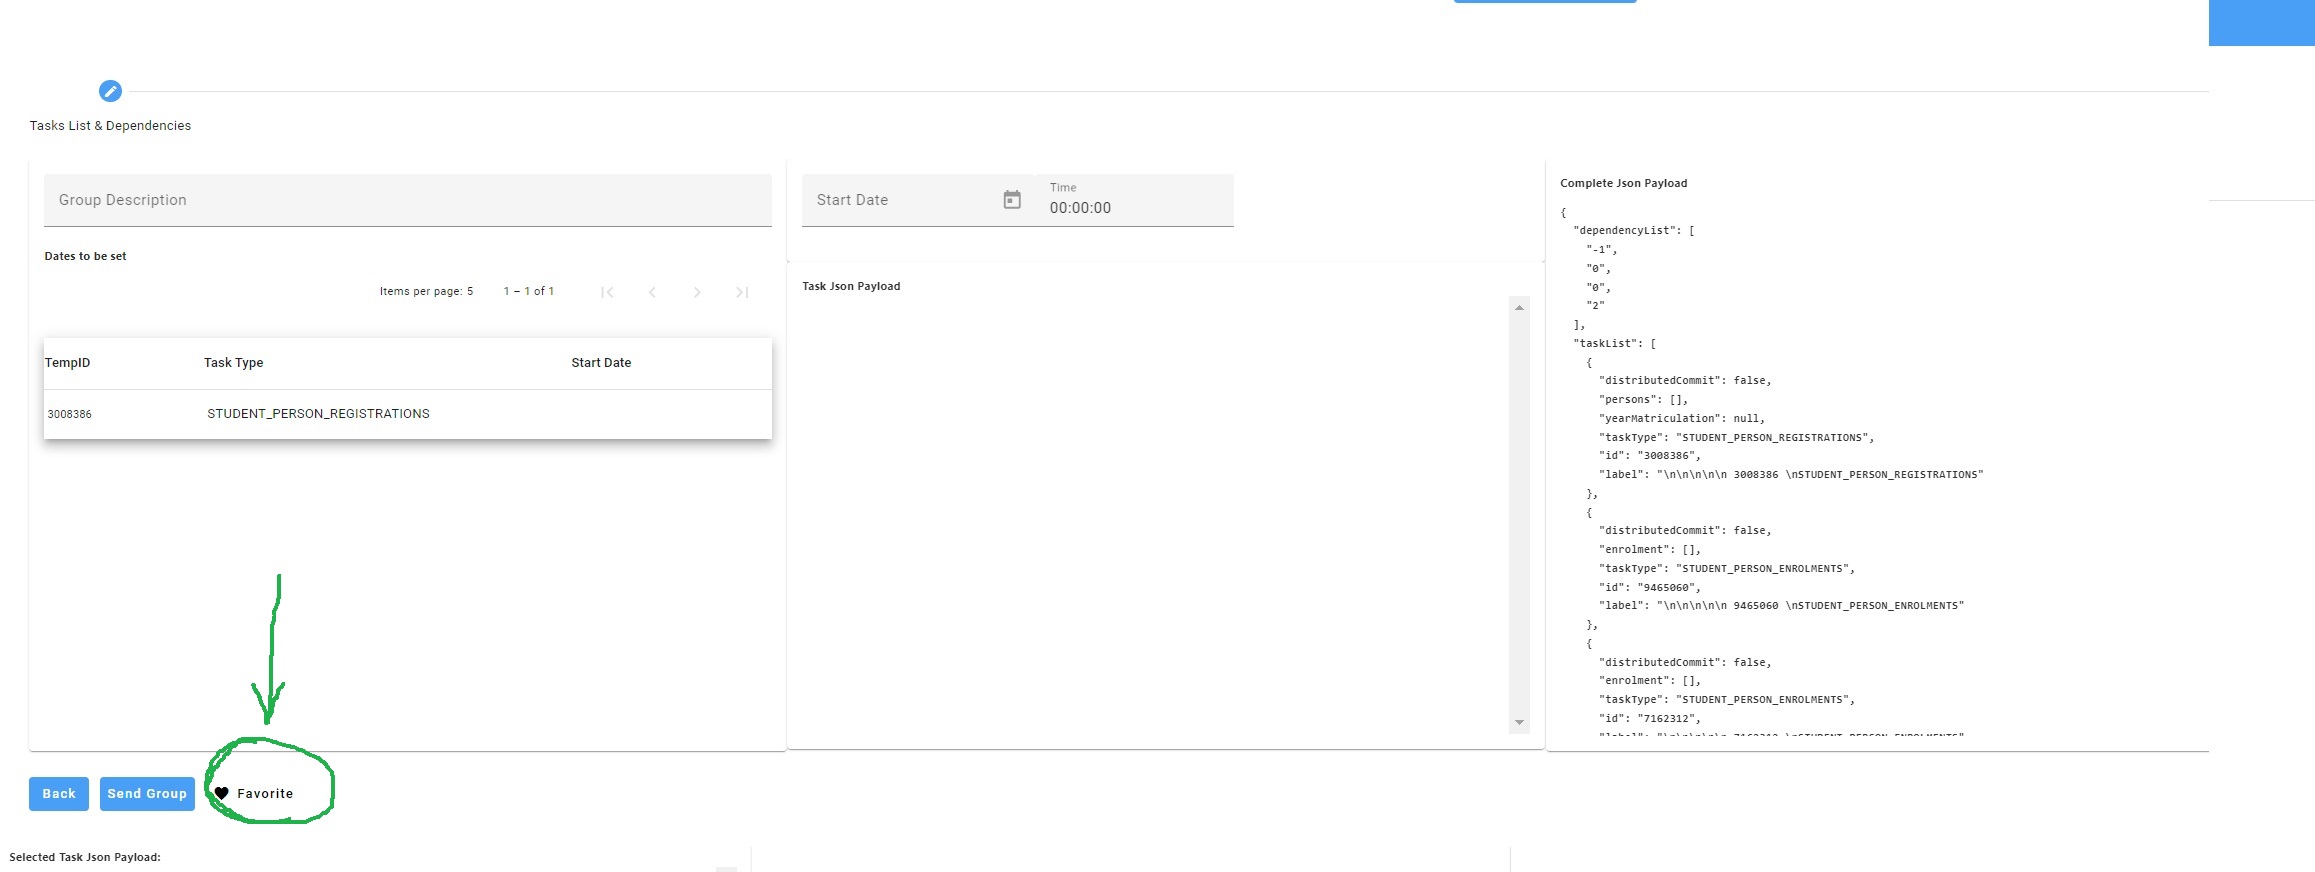 Tasks List & Dependencies
Group Description
Dates to be set
Items per page: 5 1 – 1 of 1
TempID Task Type Start Date
3008386 STUDENT_PERSON_REGISTRATIONS
Start Date
Time
00:00:00
Task Json Payload
Complete Json Payload
{
"dependencyList": [
"-1",
"0",
"0",
"2"
],
"taskList": [
{
"distributedCommit": false,
"persons": [],
"yearMatriculation": null,
"taskType": "STUDENT_PERSON_REGISTRATIONS",
"id": "3008386",
"label": "\n\n\n\n\n 3008386 \nSTUDENT_PERSON_REGISTRATIONS"
},
{
"distributedCommit": false,
"enrolment": [],
"taskType": "STUDENT_PERSON_ENROLMENTS",
"id": "9465060",
"label": "\n\n\n\n\n 9465060 \nSTUDENT_PERSON_ENROLMENTS"
},
{
"distributedCommit": false,
"enrolment": [],
"taskType": "STUDENT_PERSON_ENROLMENTS",
"id": "7162312",
"label": "\n\n\n\n\n 7162312 \nSTUDENT_PERSON_ENROLMENTS"
Back Send Group Favorite
Selected Task Json Payload: